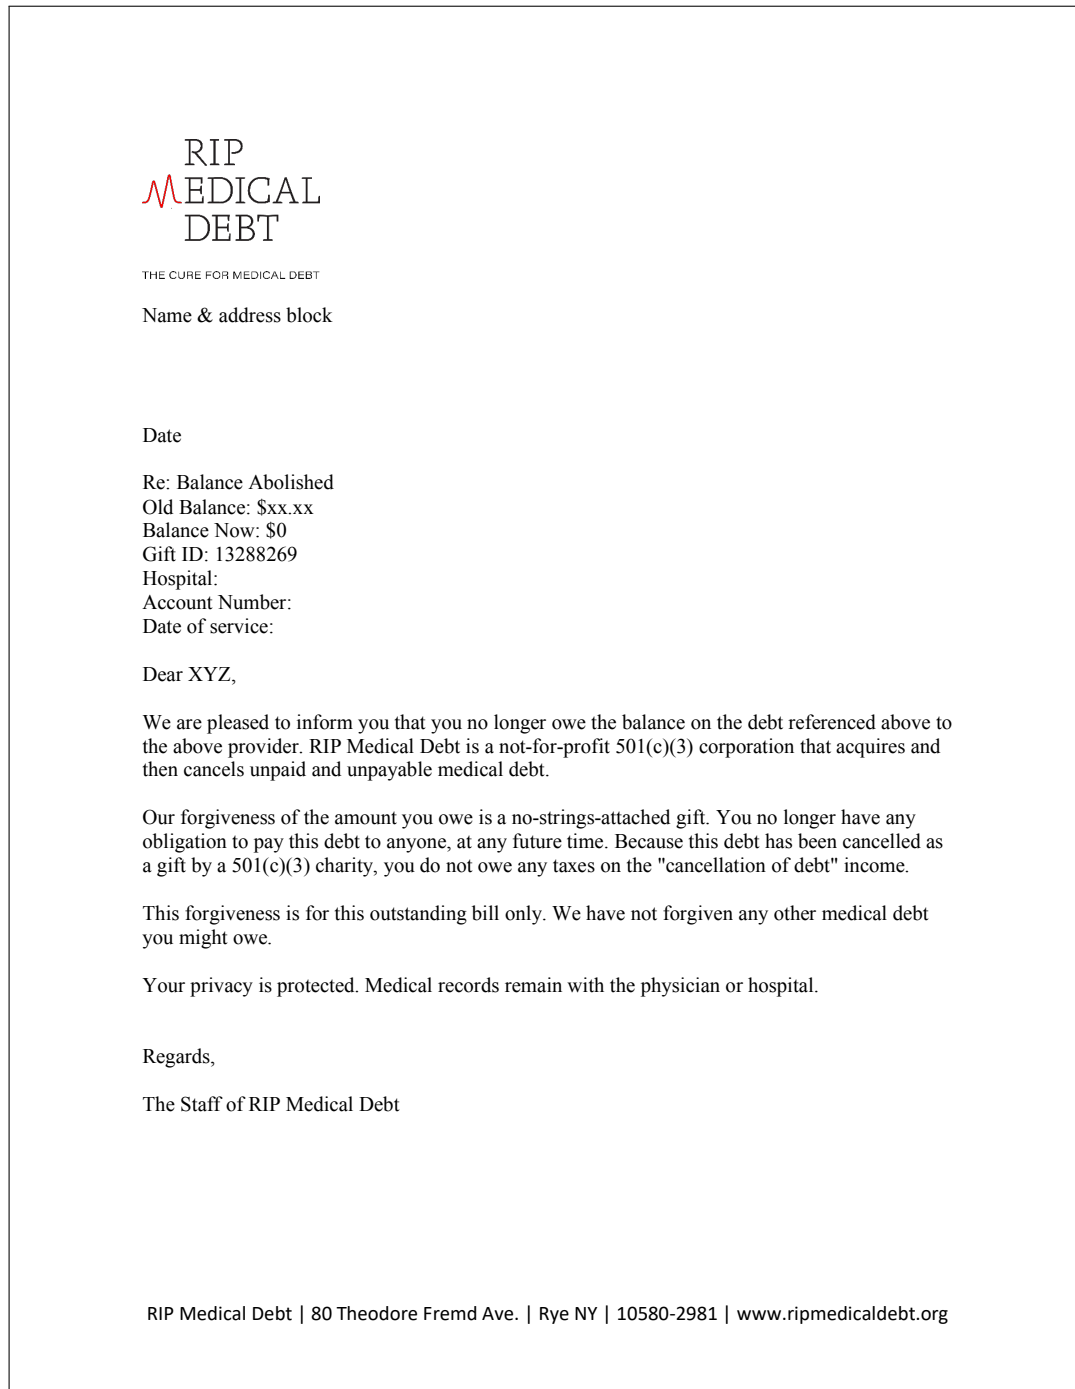 RIP
MEDICAL
DEBT
THE CURE FOR MEDICAL DEBT
Name & address block
Date
Re: Balance Abolished
Old Balance: $xx.xx
Balance Now: $0
Gift ID: 13288269
Hospital:
Account Number:
Date of service:
Dear XYZ,
We are pleased to inform you that you no longer owe the balance on the debt referenced above to
the above provider. RIP Medical Debt is a not-for-profit 501(c)(3) corporation that acquires and
then cancels unpaid and unpayable medical debt.
Our forgiveness of the amount you owe is a no-strings-attached gift. You no longer have any
obligation to pay this debt to anyone, at any future time. Because this debt has been cancelled as
a gift by a 501(c)(3) charity, you do not owe any taxes on the "cancellation of debt" income.
This forgiveness is for this outstanding bill only. We have not forgiven any other medical debt
you might owe.
Your privacy is protected. Medical records remain with the physician or hospital.
Regards,
The Staff of RIP Medical Debt
RIP Medical Debt | 80 Theodore Fremd Ave. | Rye NY | 10580-2981 | www.ripmedicaldebt.org